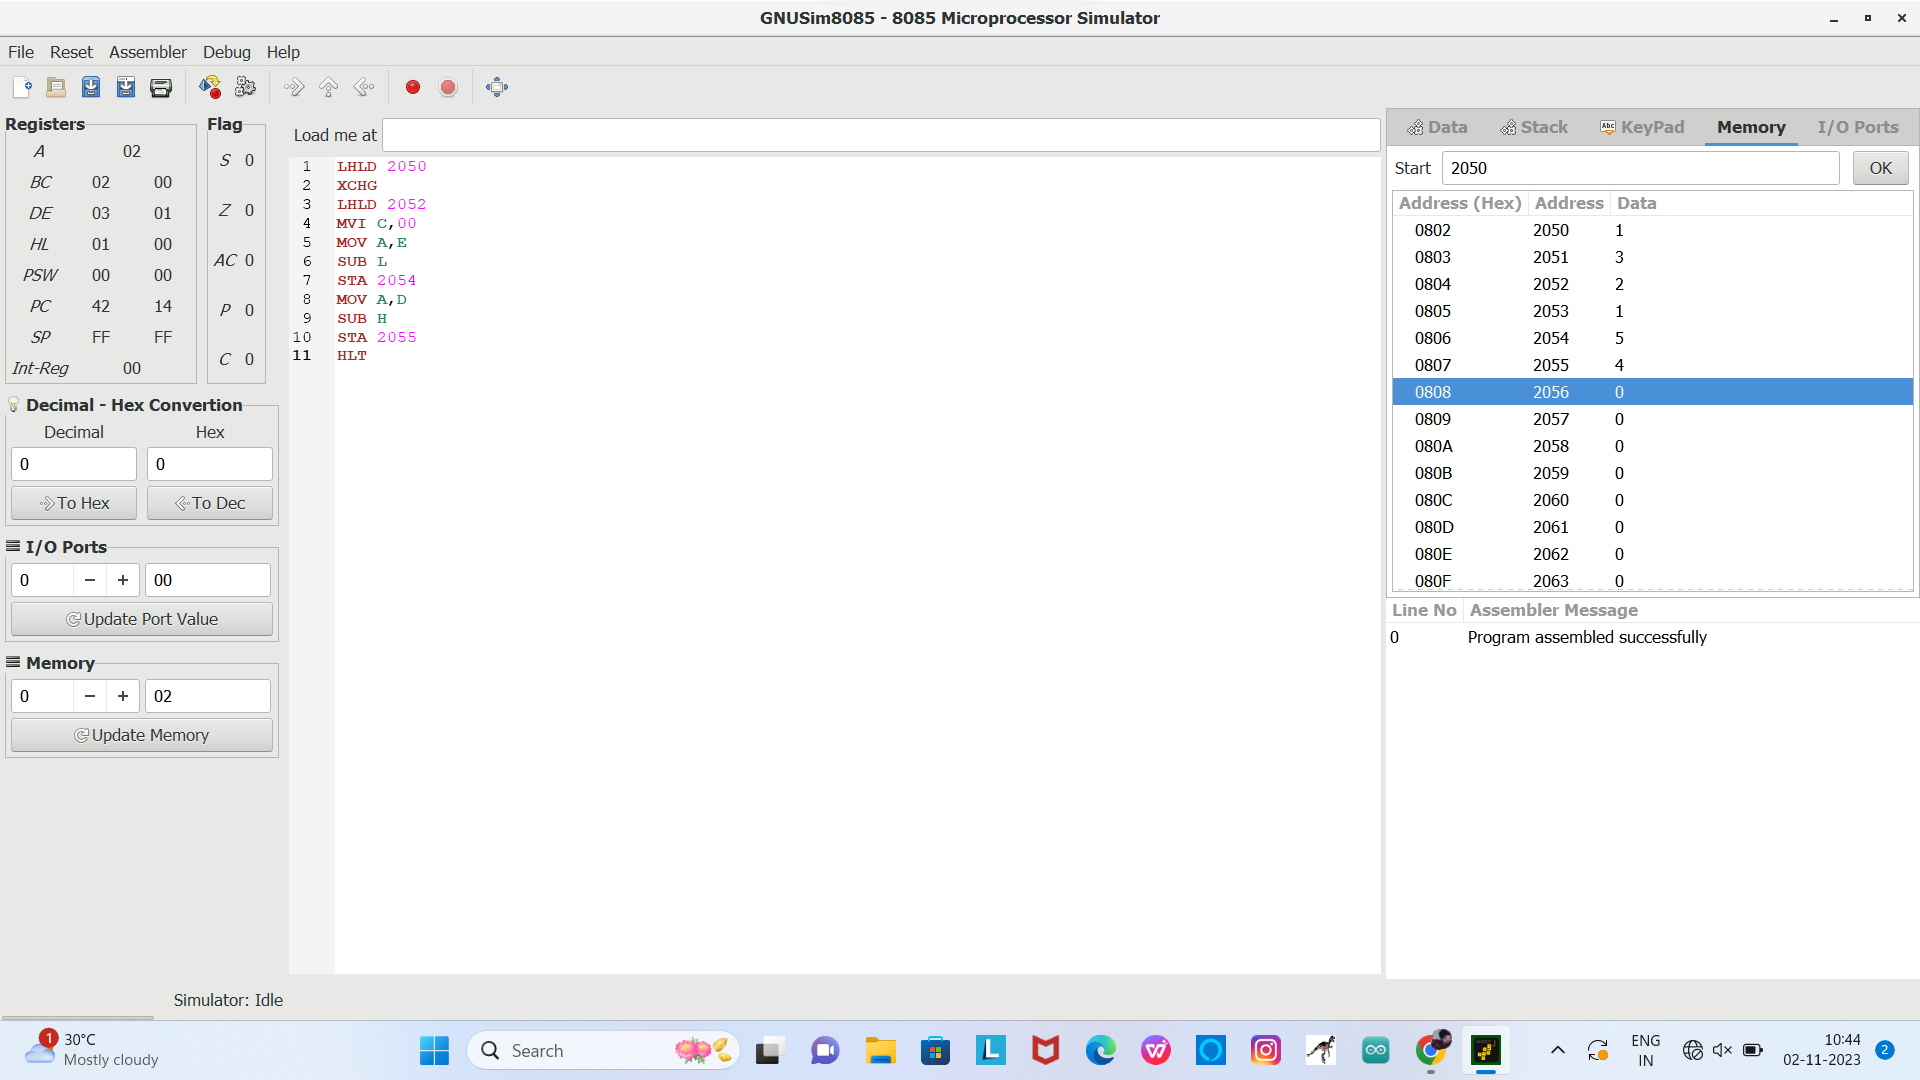 GNUSim8085 - 8085 Microprocessor Simulator
File Reset Assembler Debug Help
Registers
A 02
BC 02 00
DE 03 01
HL 01 00
PSW 00 00
PC 42 14
SP FF FF
Int-Reg 00
Flag
S 0
Z 0
AC 0
P 0
C 0
Decimal - Hex Convertion
Decimal Hex
0 0
To Hex To Dec
I/O Ports
0 − + 00
Update Port Value
Memory
0 − + 02
Update Memory
Load me at
1 LHLD 2050
2 XCHG
3 LHLD 2052
4 MVI C,00
5 MOV A,E
6 SUB L
7 STA 2054
8 MOV A,D
9 SUB H
10 STA 2055
11 HLT
Data Stack Abc KeyPad Memory I/O Ports
Start 2050 OK
Address (Hex) Address Data
0802 2050 1
0803 2051 3
0804 2052 2
0805 2053 1
0806 2054 5
0807 2055 4
0808 2056 0
0809 2057 0
080A 2058 0
080B 2059 0
080C 2060 0
080D 2061 0
080E 2062 0
080F 2063 0
Line No Assembler Message
0 Program assembled successfully
Simulator: Idle
1 30°C
Mostly cloudy
Search
L
W
ENG
IN
10:44
02-11-2023
2